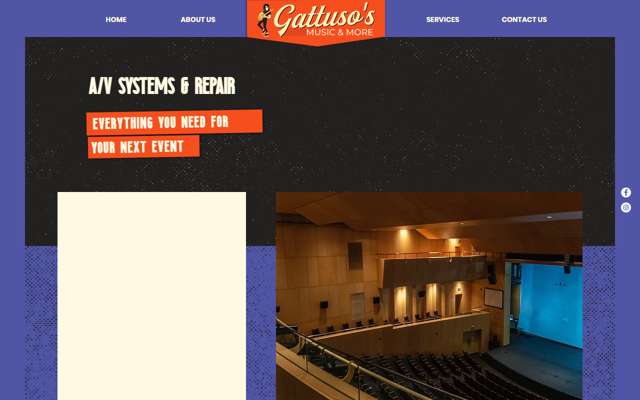 HOME
ABOUT US
Gattuso's
MUSIC & MORE
SERVICES
CONTACT US
A/V SYSTEMS & REPAIR
EVERYTHING YOU NEED FOR
YOUR NEXT EVENT